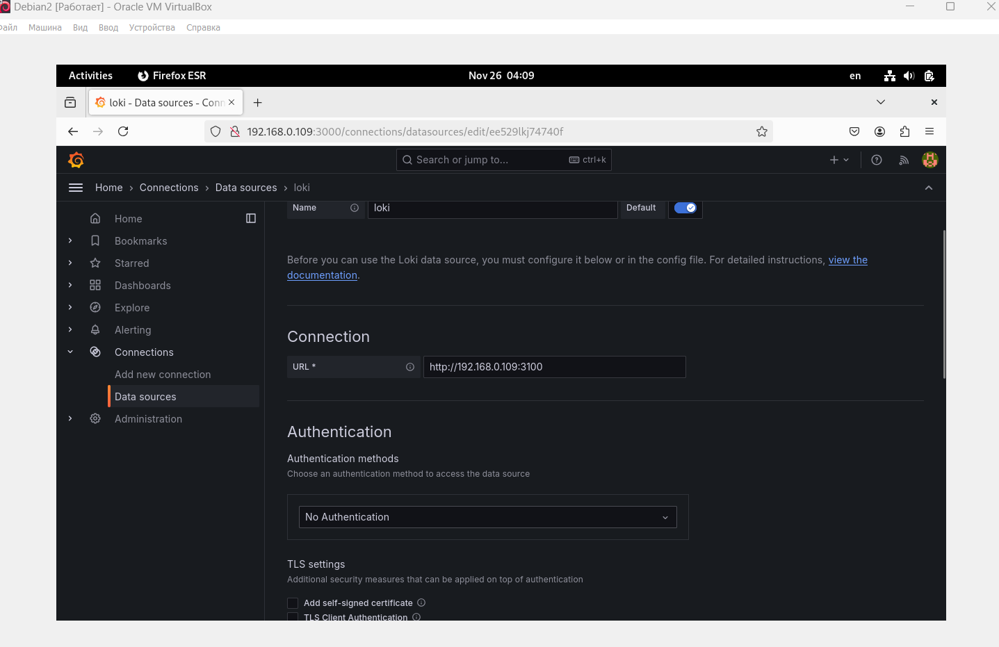 Debian2 [Работает] - Oracle VM VirtualBox
Файл Машина Вид Ввод Устройства Справка
Activities Firefox ESR Nov 26 04:09 en
loki - Data sources - Conn
192.168.0.109:3000/connections/datasources/edit/ee529lkj74740f
Search or jump to... ctrl+k
Home › Connections › Data sources › loki
Home
Bookmarks
Starred
Dashboards
Explore
Alerting
Connections
Add new connection
Data sources
Administration
Name loki Default
Before you can use the Loki data source, you must configure it below or in the config file. For detailed instructions, view the
documentation.
Connection
URL * http://192.168.0.109:3100
Authentication
Authentication methods
Choose an authentication method to access the data source
No Authentication
TLS settings
Additional security measures that can be applied on top of authentication
Add self-signed certificate
TLS Client Authentication